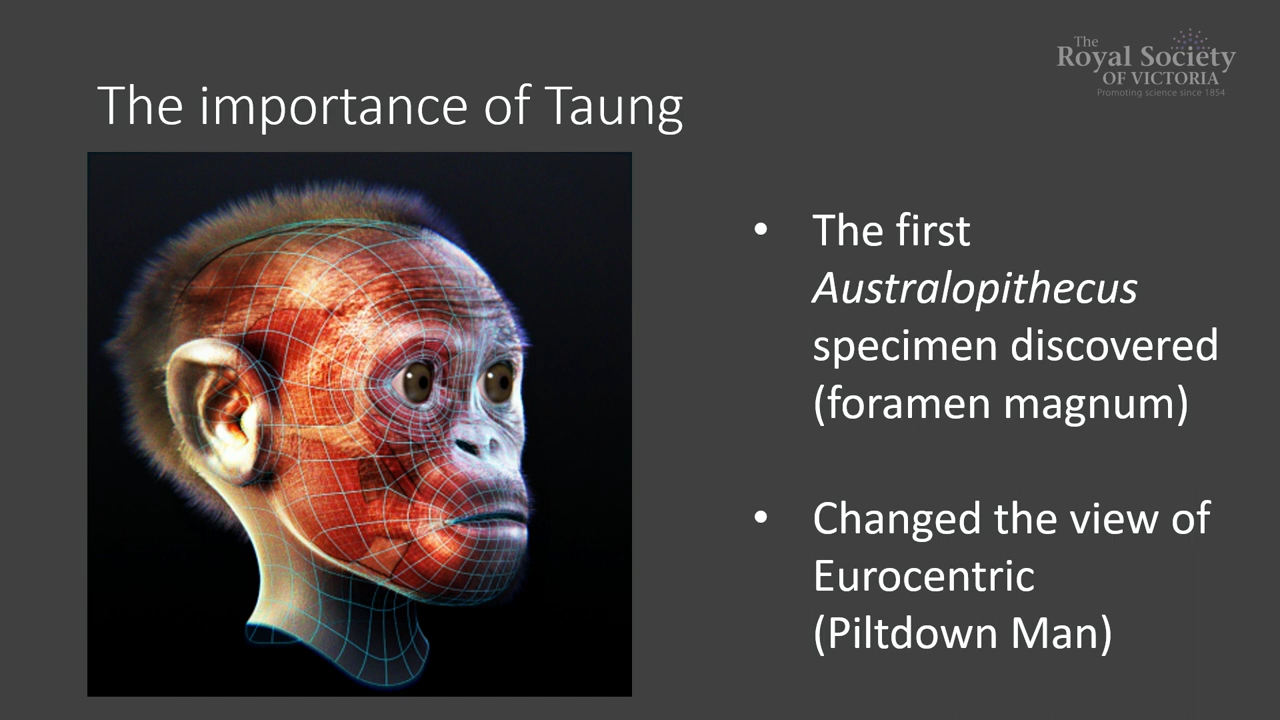 The
Royal Society
OF VICTORIA
Promoting science since 1854
The importance of Taung
• The first
Australopithecus
specimen discovered
(foramen magnum)
• Changed the view of
Eurocentric
(Piltdown Man)